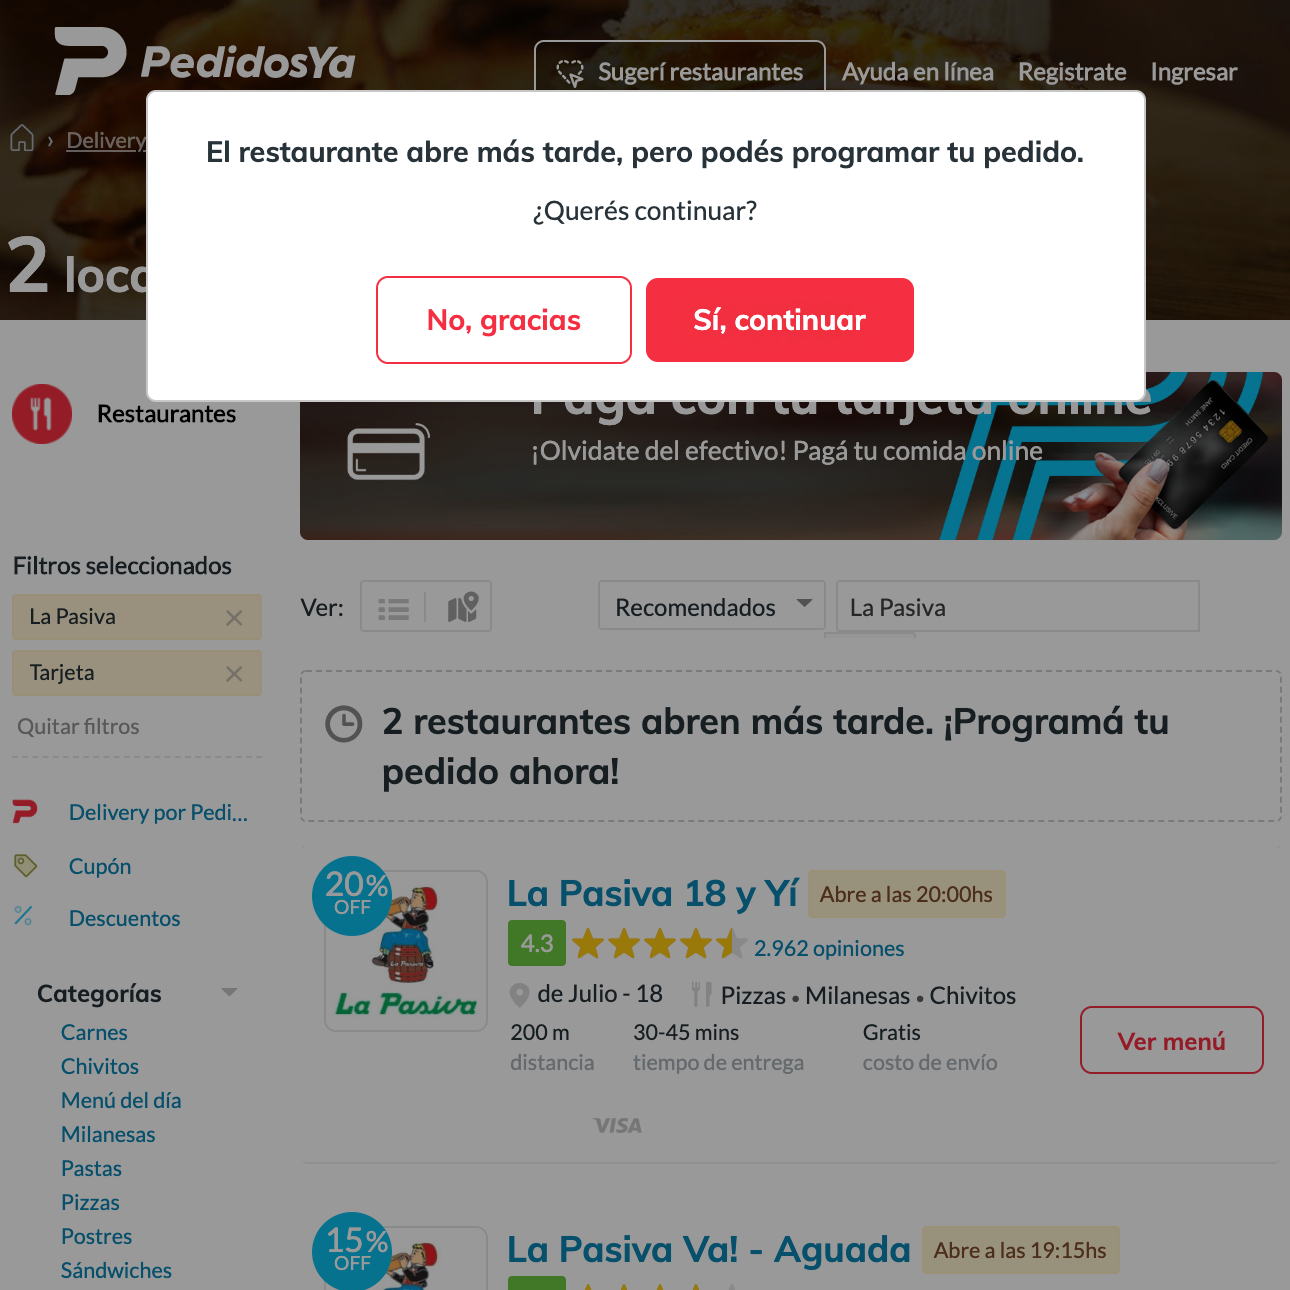 PedidosYa
Sugerí restaurantes
Ayuda en línea
Registrate
Ingresar
Delivery
2 loca
El restaurante abre más tarde, pero podés programar tu pedido.
¿Querés continuar?
No, gracias
Sí, continuar
Restaurantes
Pagá con tu tarjeta online
¡Olvidate del efectivo! Pagá tu comida online
Filtros seleccionados
La Pasiva
Tarjeta
Quitar filtros
Delivery por Pedi...
Cupón
Descuentos
Categorías
Carnes
Chivitos
Menú del día
Milanesas
Pastas
Pizzas
Postres
Sándwiches
Ver:
Recomendados
La Pasiva
2 restaurantes abren más tarde. ¡Programá tu
pedido ahora!
20%
OFF
La Pasiva
La Pasiva 18 y Yí
Abre a las 20:00hs
4.3
2.962 opiniones
de Julio - 18
Pizzas • Milanesas • Chivitos
200 m
distancia
30-45 mins
tiempo de entrega
Gratis
costo de envío
Ver menú
VISA
15%
OFF
La Pasiva Va! - Aguada
Abre a las 19:15hs